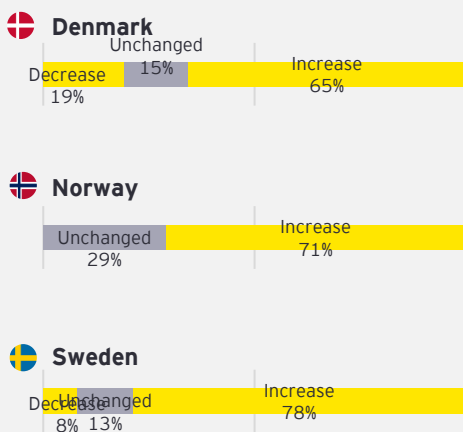 Denmark
Unchanged
15%
Decrease
19%
Increase
65%
Norway
Unchanged
29%
Increase
71%
Sweden
Decrease
8%
Unchanged
13%
Increase
78%